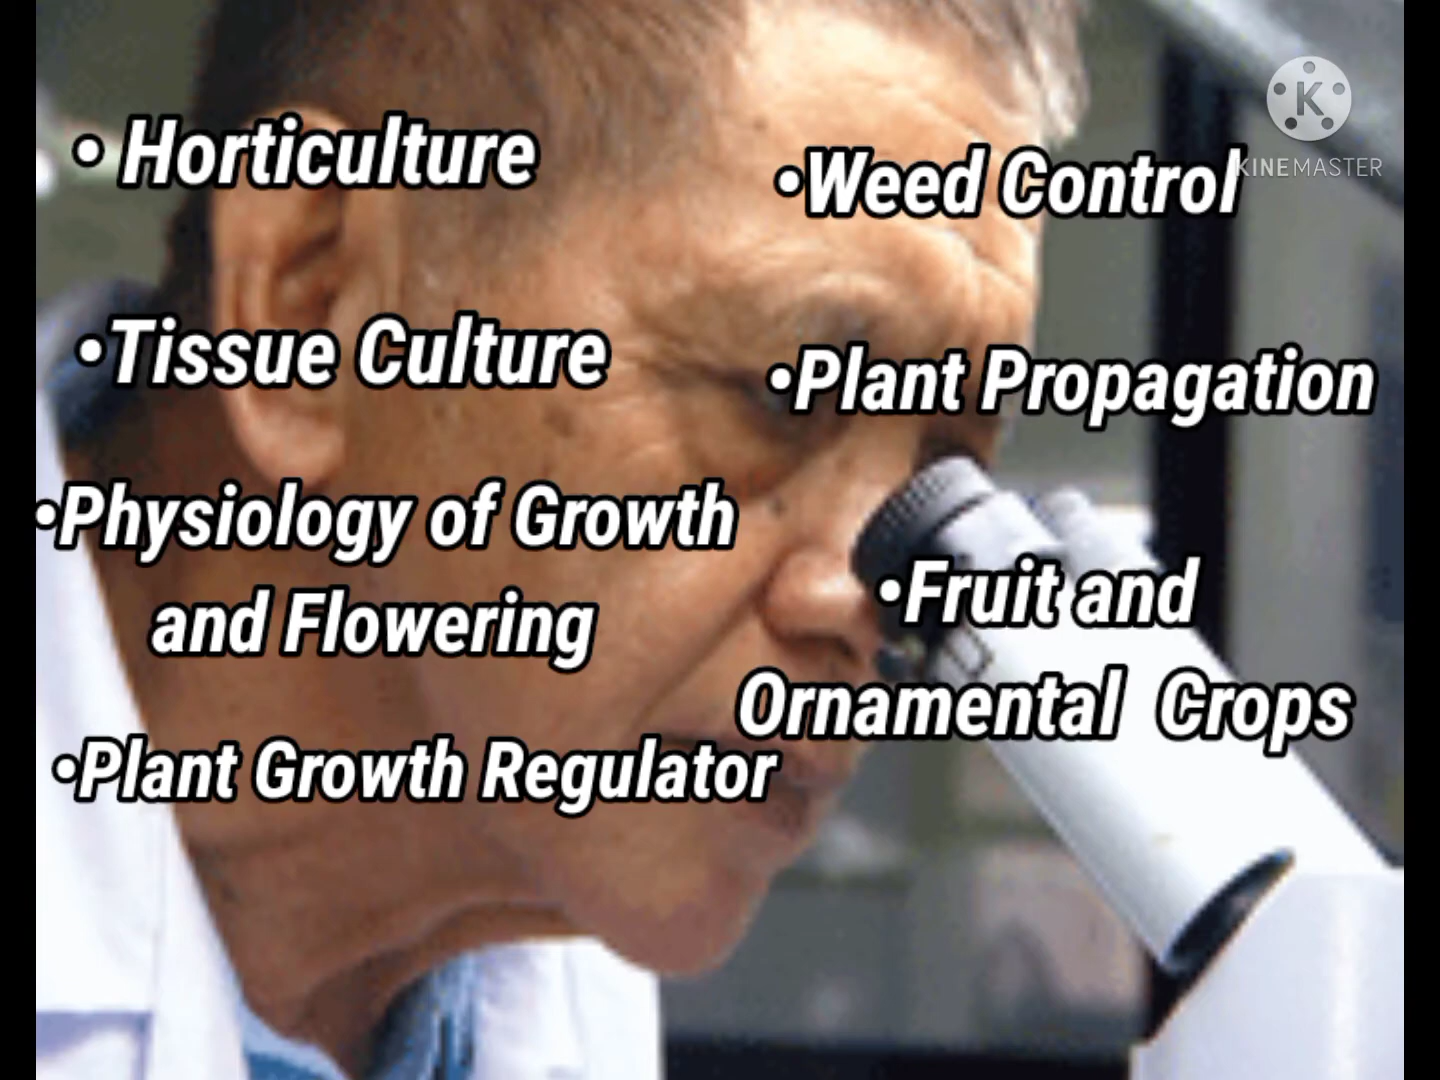 • Horticulture
•Tissue Culture
•Physiology of Growth
and Flowering
•Plant Growth Regulator
•Weed Control
•Plant Propagation
•Fruit and
Ornamental Crops
K
KINEMASTER